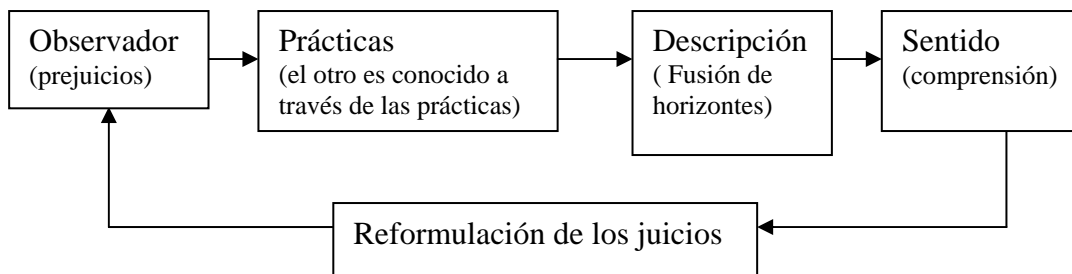 Observador
(prejuicios)
Prácticas
(el otro es conocido a
través de las prácticas)
Descripción
( Fusión de
horizontes)
Sentido
(comprensión)
Reformulación de los juicios